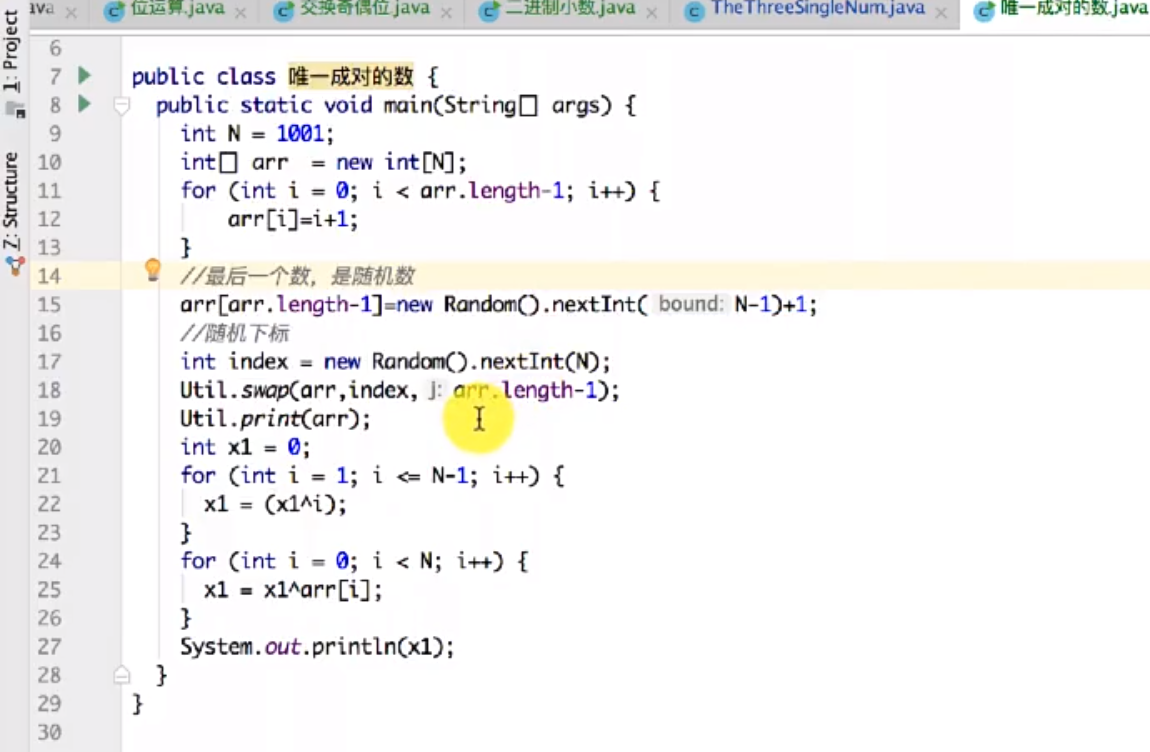 ava 位运算.java 交换奇偶位.java 二进制小数.java TheThreeSingleNum.java 唯一成对的数.java
1: Project
Z: Structure
6
7 public class 唯一成对的数 {
8 public static void main(String[] args) {
9 int N = 1001;
10 int[] arr = new int[N];
11 for (int i = 0; i < arr.length-1; i++) {
12 arr[i]=i+1;
13 }
14 //最后一个数，是随机数
15 arr[arr.length-1]=new Random().nextInt( bound: N-1)+1;
16 //随机下标
17 int index = new Random().nextInt(N);
18 Util.swap(arr,index, j: arr.length-1);
19 Util.print(arr);
20 int x1 = 0;
21 for (int i = 1; i <= N-1; i++) {
22 x1 = (x1^i);
23 }
24 for (int i = 0; i < N; i++) {
25 x1 = x1^arr[i];
26 }
27 System.out.println(x1);
28 }
29 }
30